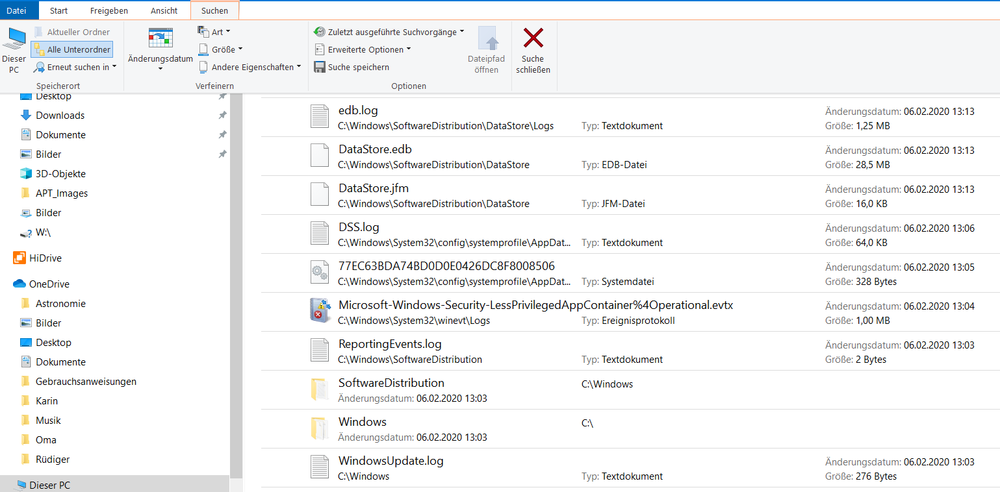 Datei Start Freigeben Ansicht Suchen
Dieser PC
Aktueller Ordner
Alle Unterordner
Erneut suchen in
Speicherort
Änderungsdatum
Art
Größe
Andere Eigenschaften
Verfeinern
Zuletzt ausgeführte Suchvorgänge
Erweiterte Optionen
Suche speichern
Dateipfad öffnen
Optionen
Suche schließen
Desktop
Downloads
Dokumente
Bilder
3D-Objekte
APT_Images
Bilder
W:\
HiDrive
OneDrive
Astronomie
Bilder
Desktop
Dokumente
Gebrauchsanweisungen
Karin
Musik
Oma
Rüdiger
Dieser PC
edb.log Änderungsdatum: 06.02.2020 13:13
C:\Windows\SoftwareDistribution\DataStore\Logs Typ: Textdokument Größe: 1,25 MB
DataStore.edb Änderungsdatum: 06.02.2020 13:13
C:\Windows\SoftwareDistribution\DataStore Typ: EDB-Datei Größe: 28,5 MB
DataStore.jfm Änderungsdatum: 06.02.2020 13:13
C:\Windows\SoftwareDistribution\DataStore Typ: JFM-Datei Größe: 16,0 KB
DSS.log Änderungsdatum: 06.02.2020 13:06
C:\Windows\System32\config\systemprofile\AppDat... Typ: Textdokument Größe: 64,0 KB
77EC63BDA74BD0D0E0426DC8F8008506 Änderungsdatum: 06.02.2020 13:05
C:\Windows\System32\config\systemprofile\AppDat... Typ: Systemdatei Größe: 328 Bytes
Microsoft-Windows-Security-LessPrivilegedAppContainer%4Operational.evtx Änderungsdatum: 06.02.2020 13:04
C:\Windows\System32\winevt\Logs Typ: Ereignisprotokoll Größe: 1,00 MB
ReportingEvents.log Änderungsdatum: 06.02.2020 13:03
C:\Windows\SoftwareDistribution Typ: Textdokument Größe: 2 Bytes
SoftwareDistribution C:\Windows
Änderungsdatum: 06.02.2020 13:03
Windows C:\
Änderungsdatum: 06.02.2020 13:03
WindowsUpdate.log Änderungsdatum: 06.02.2020 13:03
C:\Windows Typ: Textdokument Größe: 276 Bytes